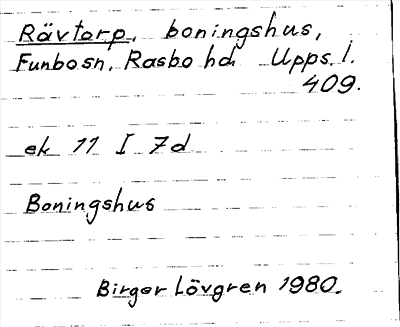 Rävtorp, boningshus,
Funbo sn, Rasbo hd Upps. l.
409.
ek 11 I 7d
Boningshus
Birger Lövgren 1980.